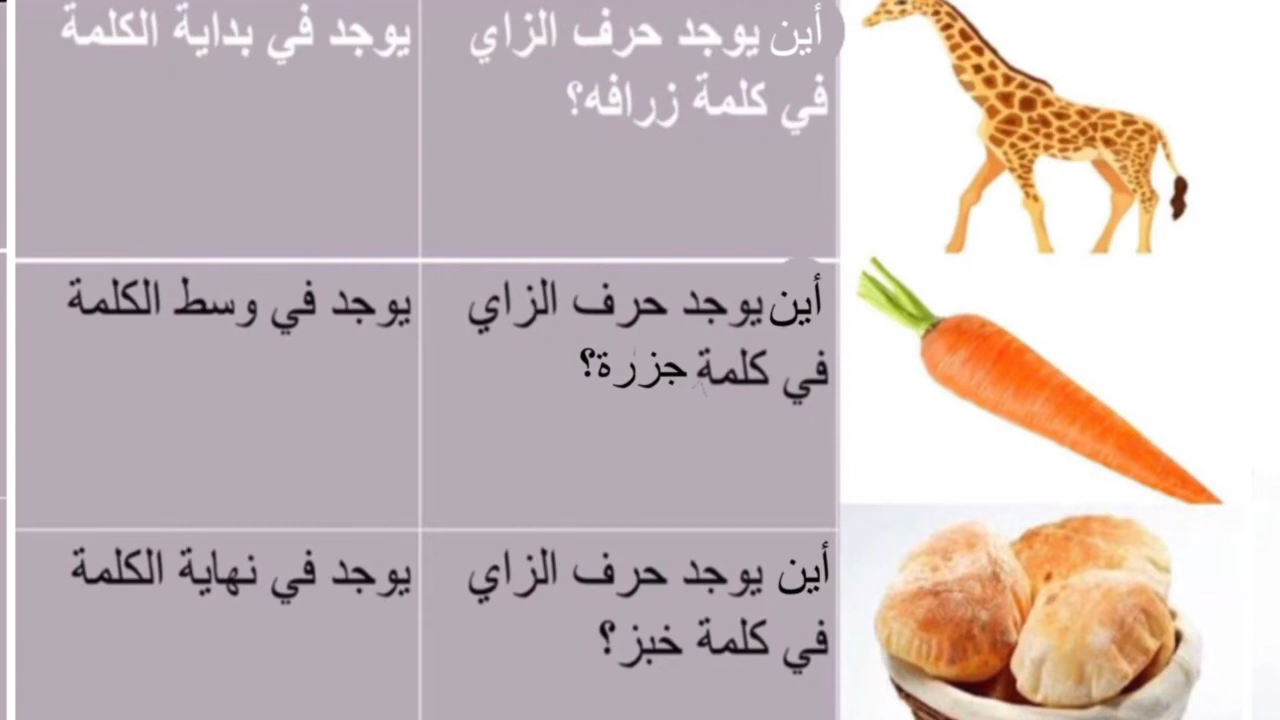 أين يوجد حرف الزاي
في كلمة زرافه؟
يوجد في بداية الكلمة
أين يوجد حرف الزاي
في كلمة جزرة؟
يوجد في وسط الكلمة
أين يوجد حرف الزاي
في كلمة خبز؟
يوجد في نهاية الكلمة